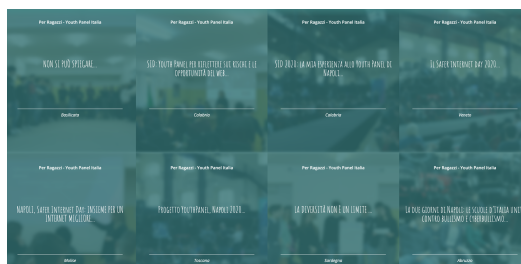 Per Ragazzi - Youth Panel Italia
NON SI PUÒ SPIEGARE...
Basilicata
Per Ragazzi - Youth Panel Italia
SID: YOUTH PANEL PER RIFLETTERE SUI RISCHI E LE
OPPORTUNITÀ DEL WEB...
Calabria
Per Ragazzi - Youth Panel Italia
SID 2020: LA MIA ESPERIENZA ALLO YOUTH PANEL DI
NAPOLI...
Calabria
Per Ragazzi - Youth Panel Italia
IL SAFER INTERNET DAY 2020...
Veneto
Per Ragazzi - Youth Panel Italia
NAPOLI, SAFER INTERNET DAY: INSIEME PER UN
INTERNET MIGLIORE...
Molise
Per Ragazzi - Youth Panel Italia
PROGETTO YOUTHPANEL, NAPOLI 2020...
Toscana
Per Ragazzi - Youth Panel Italia
LA DIVERSITÀ NON È UN LIMITE...
Sardegna
Per Ragazzi - Youth Panel Italia
LA DUE GIORNI DI NAPOLI: LE SCUOLE D'ITALIA UNITE
CONTRO BULLISMO E CYBERBULLISMO...
Abruzzo